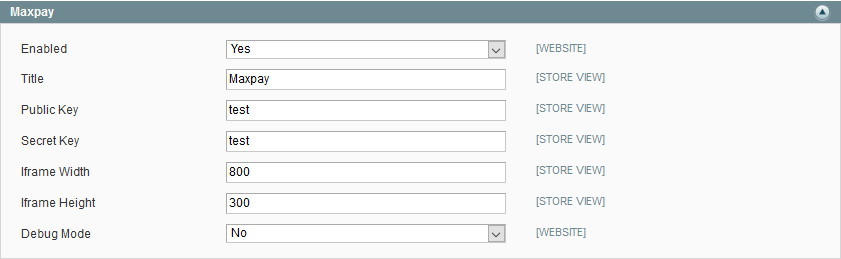 Maxpay
Enabled Yes [WEBSITE]
Title Maxpay [STORE VIEW]
Public Key test [STORE VIEW]
Secret Key test [STORE VIEW]
Iframe Width 800 [STORE VIEW]
Iframe Height 300 [STORE VIEW]
Debug Mode No [WEBSITE]